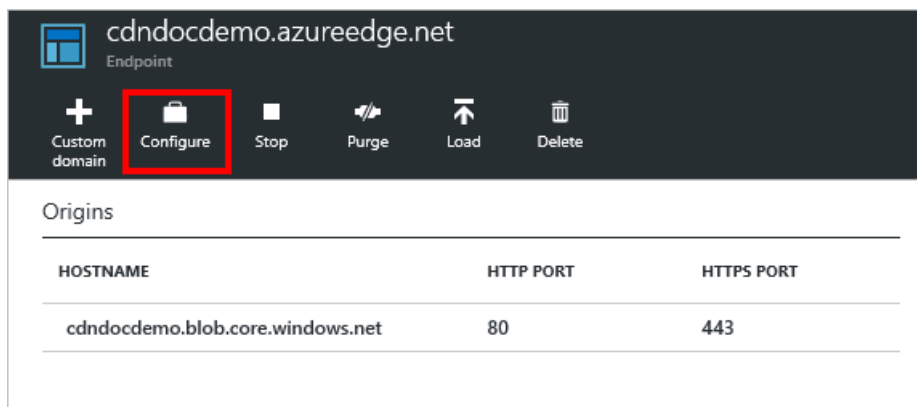 cdndocdemo.azureedge.net
Endpoint
Custom domain
Configure
Stop
Purge
Load
Delete
Origins
HOSTNAME HTTP PORT HTTPS PORT
cdndocdemo.blob.core.windows.net 80 443